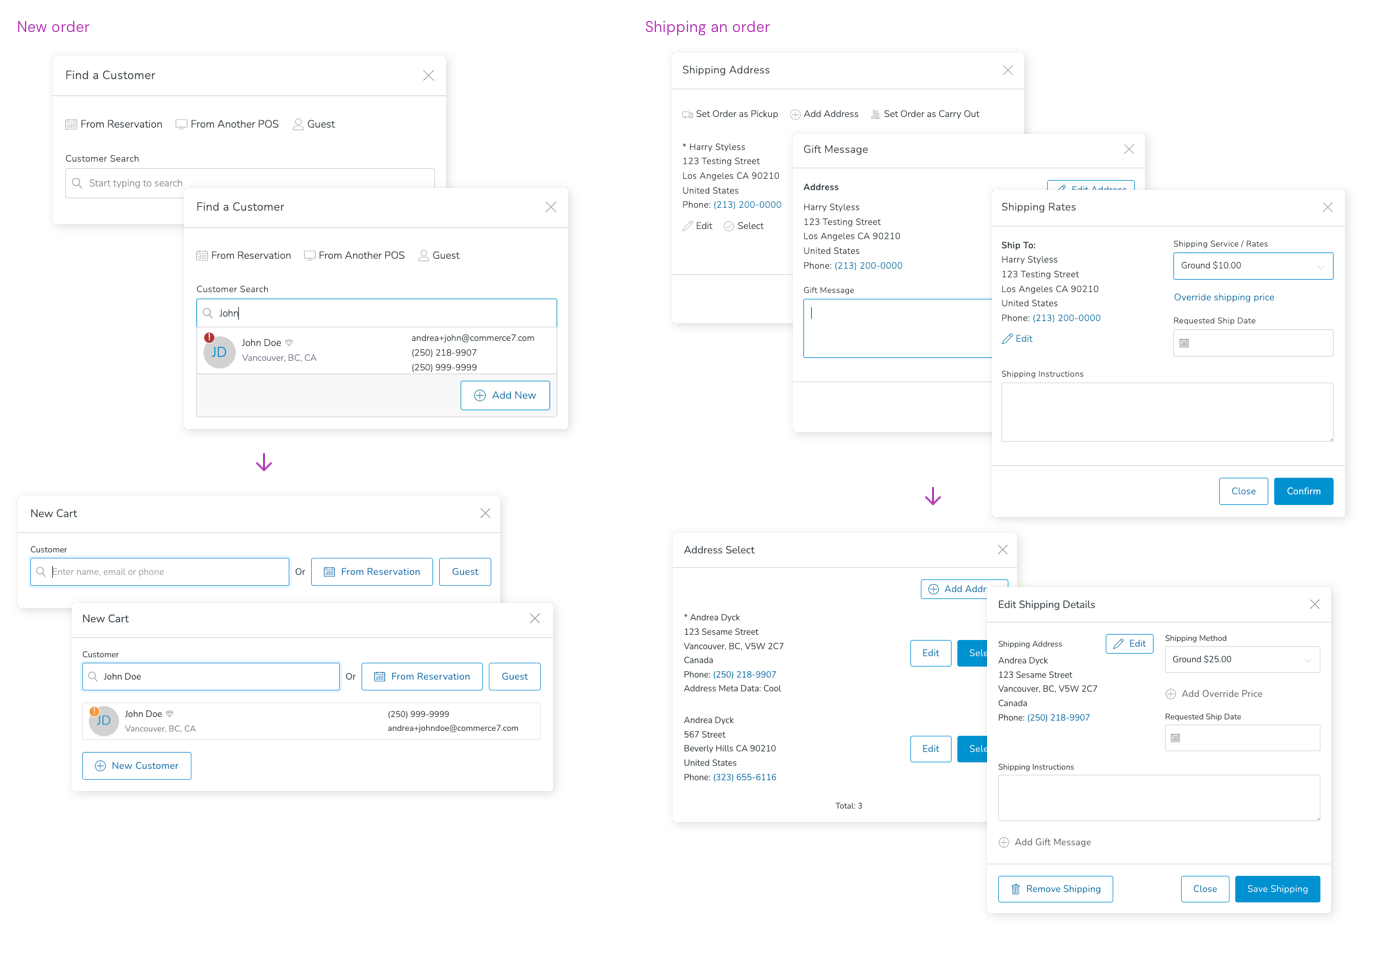 New order
Find a Customer
From Reservation
From Another POS
Guest
Customer Search
Start typing to search
Find a Customer
From Reservation
From Another POS
Guest
Customer Search
John
!
JD
John Doe
Vancouver, BC, CA
andrea+john@commerce7.com
(250) 218-9907
(250) 999-9999
Add New
New Cart
Customer
Enter name, email or phone
Or
From Reservation
Guest
New Cart
Customer
John Doe
Or
From Reservation
Guest
!
JD
John Doe
Vancouver, BC, CA
(250) 999-9999
andrea+johndoe@commerce7.com
New Customer
Shipping an order
Shipping Address
Set Order as Pickup
Add Address
Set Order as Carry Out
* Harry Styless
123 Testing Street
Los Angeles CA 90210
United States
Phone: (213) 200-0000
Edit
Select
Gift Message
Address
Edit Address
Harry Styless
123 Testing Street
Los Angeles CA 90210
United States
Phone: (213) 200-0000
Gift Message
Shipping Rates
Ship To:
Harry Styless
123 Testing Street
Los Angeles CA 90210
United States
Phone: (213) 200-0000
Edit
Shipping Service / Rates
Ground $10.00
Override shipping price
Requested Ship Date
Shipping Instructions
Close
Confirm
Address Select
Add Addr
* Andrea Dyck
123 Sesame Street
Vancouver, BC, V5W 2C7
Canada
Phone: (250) 218-9907
Address Meta Data: Cool
Edit
Sele
Andrea Dyck
567 Street
Beverly Hills CA 90210
United States
Phone: (323) 655-6116
Edit
Sele
Total: 3
Edit Shipping Details
Shipping Address
Edit
Andrea Dyck
123 Sesame Street
Vancouver, BC, V5W 2C7
Canada
Phone: (250) 218-9907
Shipping Method
Ground $25.00
Add Override Price
Requested Ship Date
Shipping Instructions
Add Gift Message
Remove Shipping
Close
Save Shipping